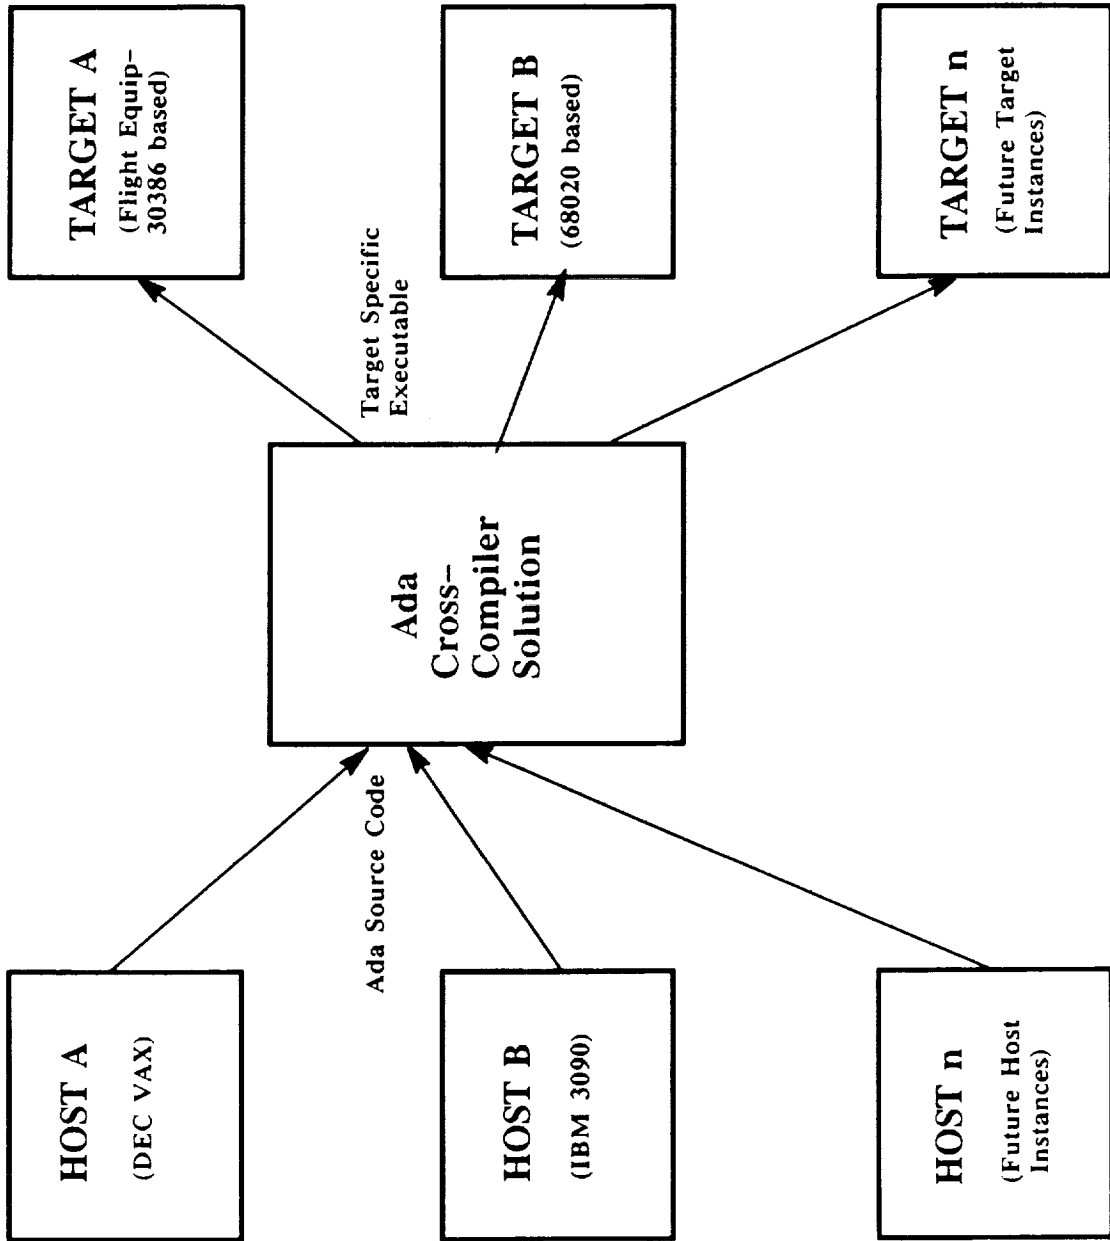 HOST A
(DEC VAX)
HOST B
(IBM 3090)
HOST n
(Future Host
Instances)
Ada Source Code
Ada
Cross–
Compiler
Solution
Target Specific
Executable
TARGET A
(Flight Equip–
30386 based)
TARGET B
((68020 based)
TARGET n
(Future Target
Instances)